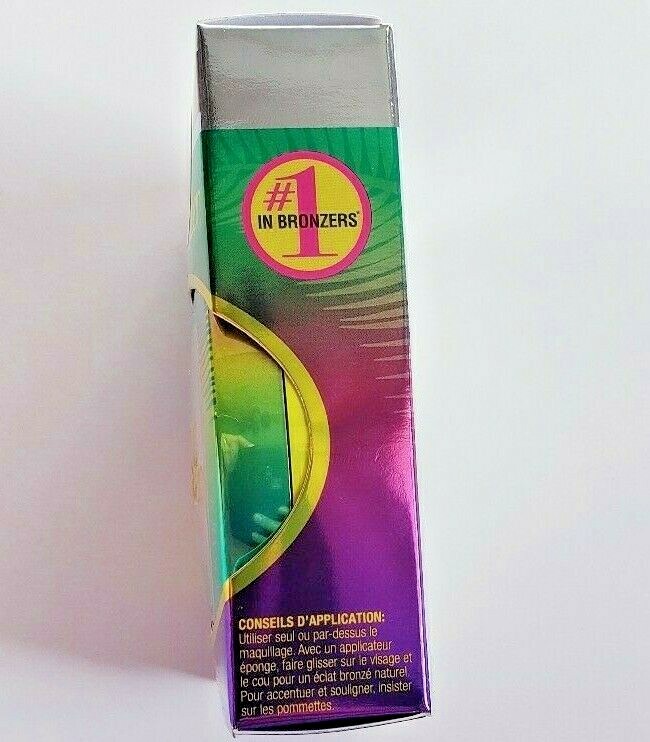 #1
IN BRONZERS*
CONSEILS D'APPLICATION:
Utiliser seul ou par-dessus le
maquillage. Avec un applicateur
éponge, faire glisser sur le visage et
le cou pour un éclat bronzé naturel.
Pour accentuer et souligner, insister
sur les pommettes.